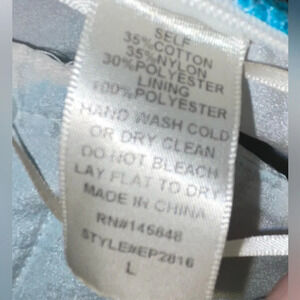 SELF
35%COTTON
35%NYLON
30%POLYESTER
LINING
100%POLYESTER
HAND WASH COLD
OR DRY CLEAN
DO NOT BLEACH
LAY FLAT TO DRY
MADE IN CHINA
RN#145648
STYLE#EP2816
L